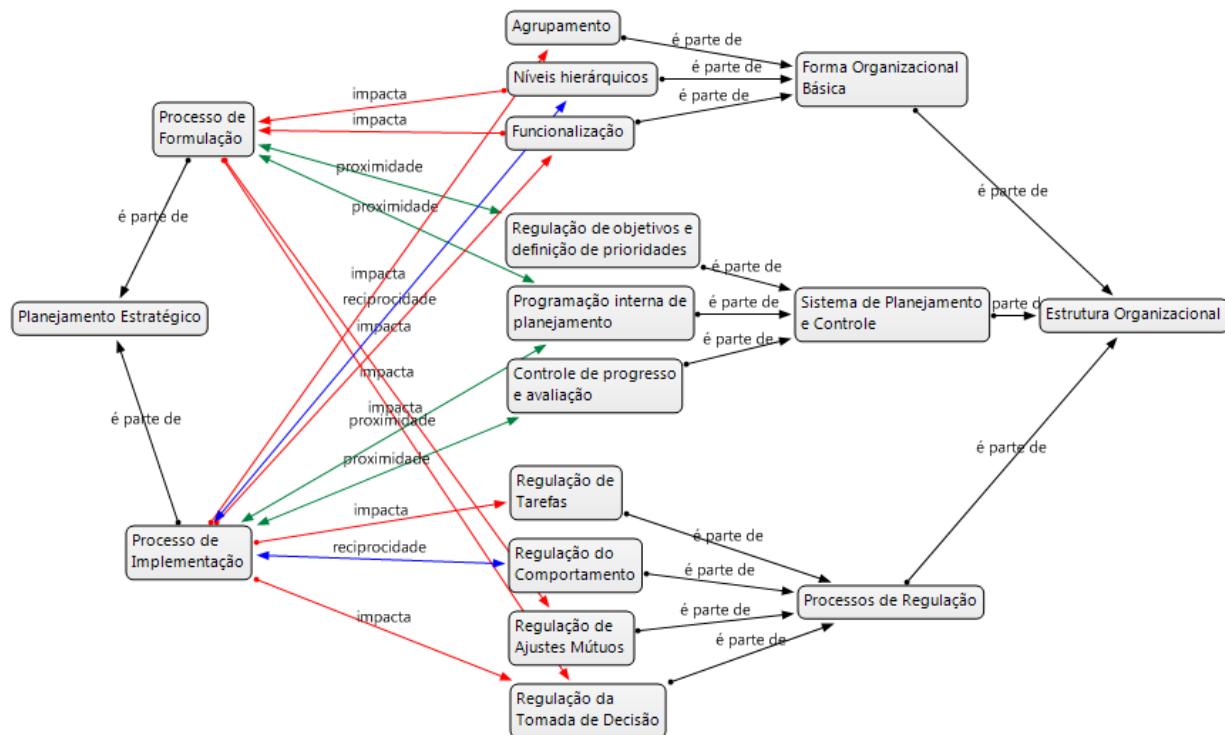 Agrupamento
é parte de
Níveis hierárquicos
é parte de
Forma Organizacional
Básica
impacta
é parte de
Processo de
Formulação
impacta
Funcionalização
proximidade
é parte de
proximidade
é parte de
Regulação de objetivos e
definição de prioridades
é parte de
impacta
reciprocidade
Programação interna de
planejamento
é parte de
Sistema de Planejamento
e Controle
parte de
Estrutura Organizacional
Planejamento Estratégico
impacta
é parte de
impacta
Controle de progresso
e avaliação
impacta
proximidade
é parte de
é parte de
proximidade
Regulação de
Tarefas
impacta
é parte de
Processo de
Implementação
reciprocidade
Regulação do
Comportamento
é parte de
Processos de Regulação
impacta
Regulação de
Ajustes Mútuos
é parte de
é parte de
Regulação da
Tomada de Decisão